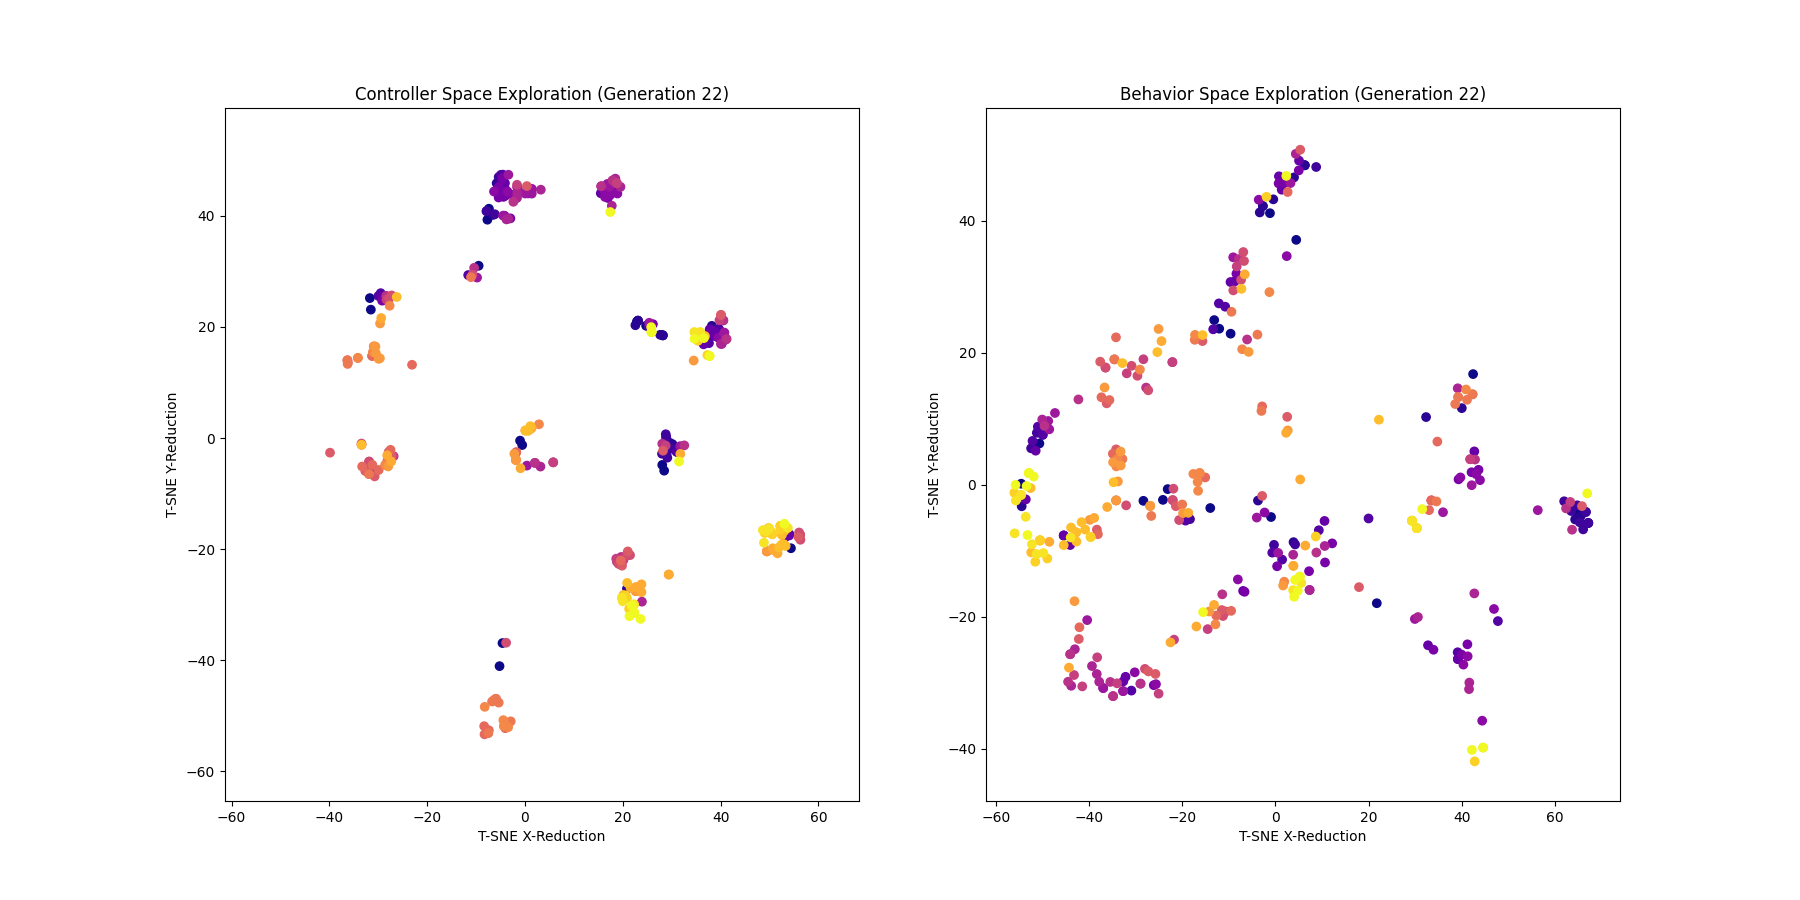 Controller Space Exploration (Generation 22)
T-SNE Y-Reduction
40
20
0
−20
−40
−60
−60 −40 −20 0 20 40 60
T-SNE X-Reduction
Behavior Space Exploration (Generation 22)
T-SNE Y-Reduction
40
20
0
−20
−40
−60 −40 −20 0 20 40 60
T-SNE X-Reduction